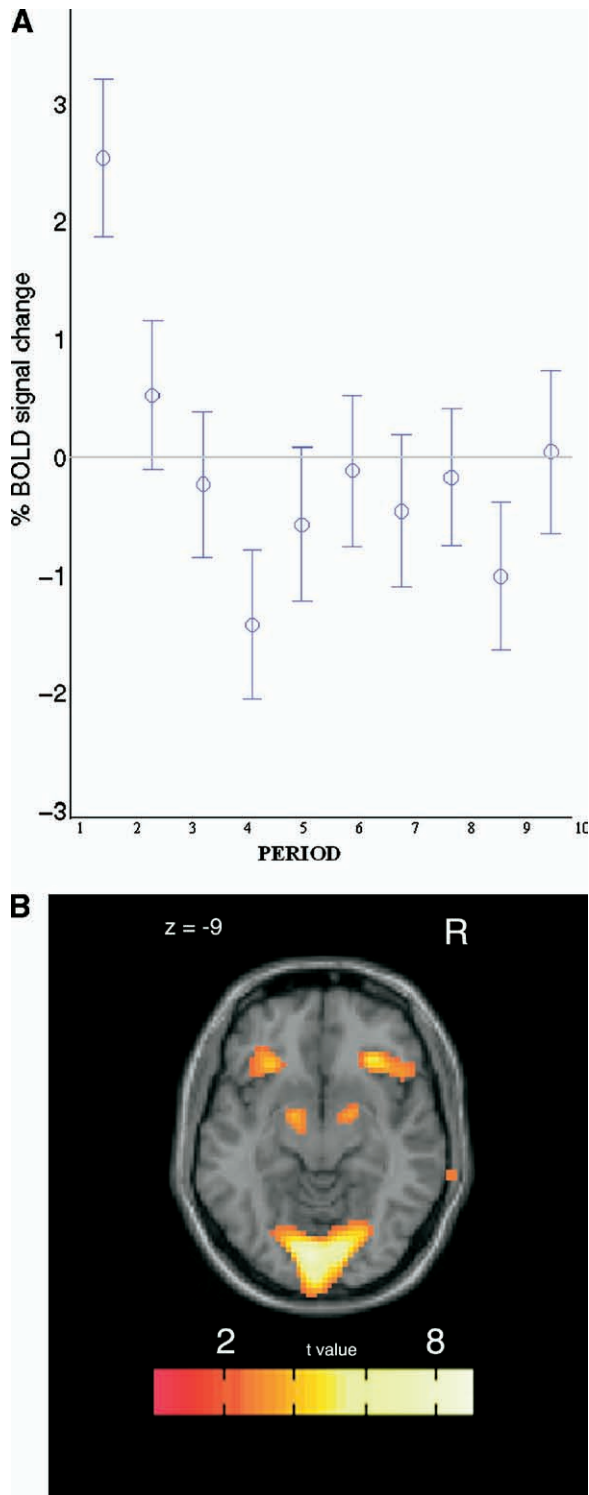 A
3
2
1
0
−1
−2
−3
% BOLD signal change
1 2 3 4 5 6 7 8 9 10
PERIOD
B
z = -9
R
2 t value 8